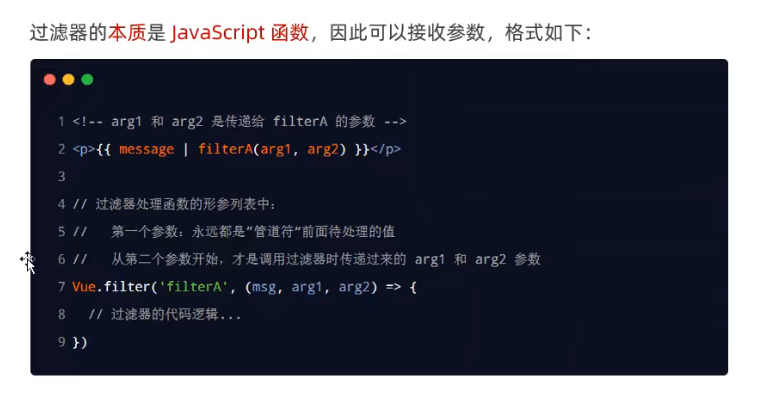 过滤器的本质是 JavaScript 函数，因此可以接收参数，格式如下：
1 <!-- arg1 和 arg2 是传递给 filterA 的参数 -->
2 <p>{{ message | filterA(arg1, arg2) }}</p>
3
4 // 过滤器处理函数的形参列表中：
5 //   第一个参数：永远都是”管道符“前面待处理的值
6 //   从第二个参数开始，才是调用过滤器时传递过来的 arg1 和 arg2 参数
7 Vue.filter('filterA', (msg, arg1, arg2) => {
8   // 过滤器的代码逻辑...
9 })